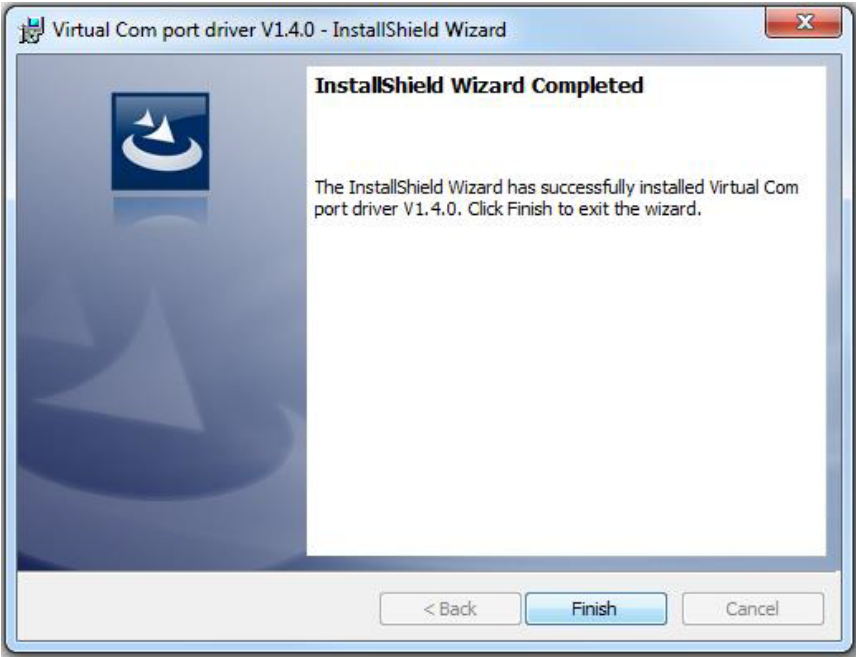 Virtual Com port driver V1.4.0 - InstallShield Wizard
InstallShield Wizard Completed
The InstallShield Wizard has successfully installed Virtual Com
port driver V1.4.0. Click Finish to exit the wizard.
< Back
Finish
Cancel